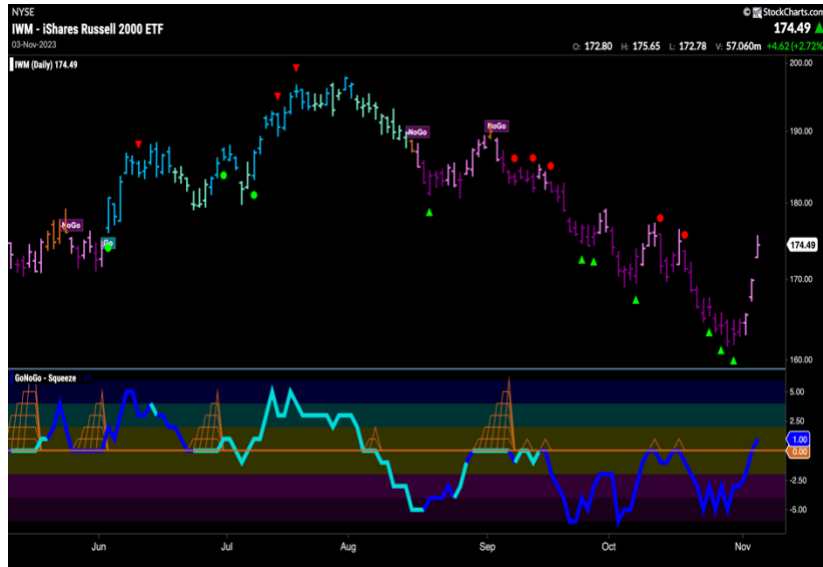 NYSE
© StockCharts.com
IWM - iShares Russell 2000 ETF
174.49
03-Nov-2023
O: 172.80 H: 175.65 L: 172.78 V: 57.060m +4.62 (+2.72%)
IWM (Daily) 174.49
200.00
NoGo
NoGo
190.00
180.00
NoGo
Go
174.49
170.00
160.00
GoNoGo - Squeeze
5.00
2.50
1.00
0.00
-2.50
-5.00
Jun Jul Aug Sep Oct Nov